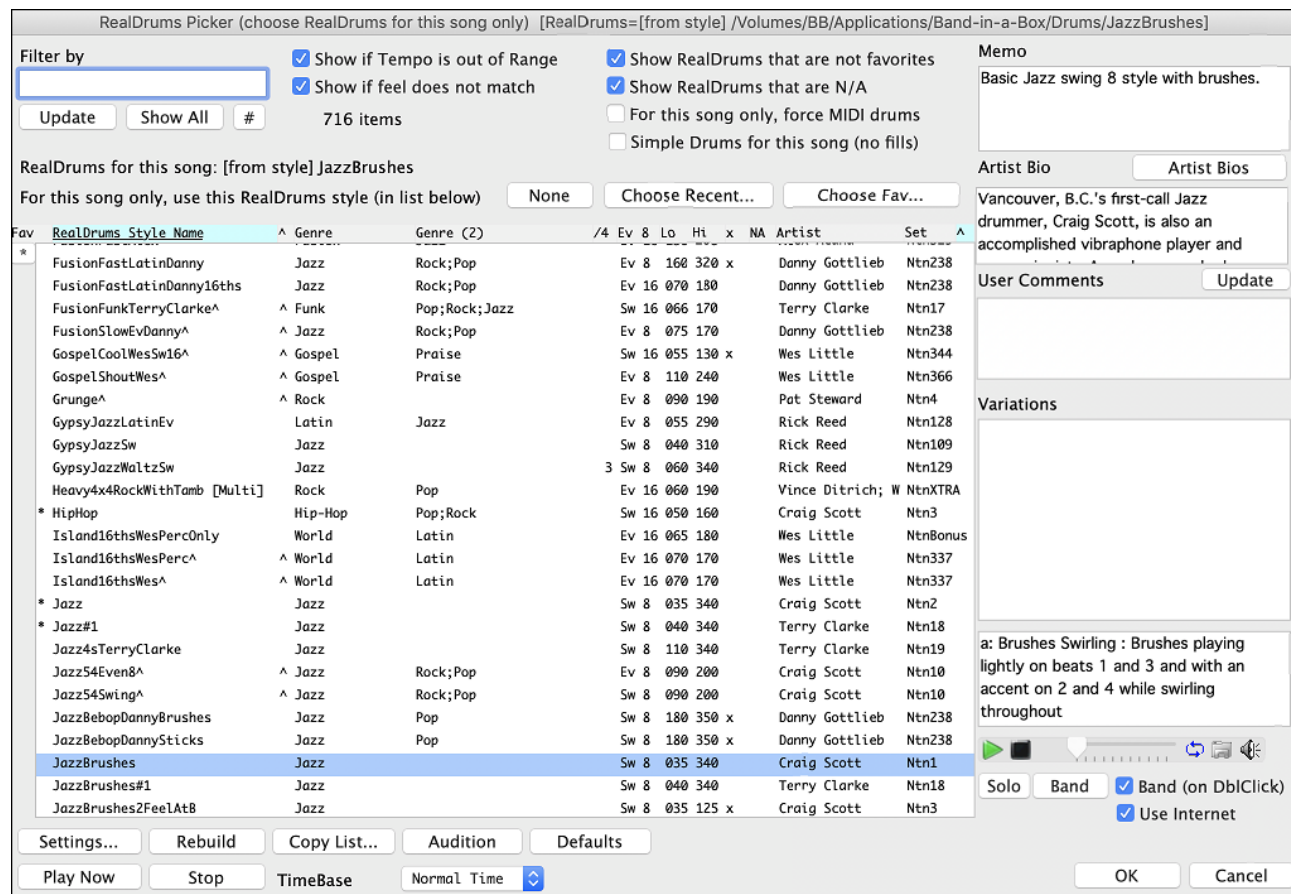 RealDrums Picker (choose RealDrums for this song only) [RealDrums=[from style] /Volumes/BB/Applications/Band-in-a-Box/Drums/JazzBrushes]
Filter by
Show if Tempo is out of Range
Show RealDrums that are not favorites
Show if feel does not match
Show RealDrums that are N/A
Update Show All # 716 items
For this song only, force MIDI drums
Simple Drums for this song (no fills)
RealDrums for this song: [from style] JazzBrushes
For this song only, use this RealDrums style (in list below) None Choose Recent... Choose Fav...
Fav RealDrums Style Name ^ Genre Genre (2) /4 Ev 8 Lo Hi x NA Artist Set ^
*
FusionFastLatinDanny Jazz Rock;Pop Ev 8 160 320 x Danny Gottlieb Ntn238
FusionFastLatinDanny16ths Jazz Rock;Pop Ev 16 070 180 Danny Gottlieb Ntn238
FusionFunkTerryClarke^ ^ Funk Pop;Rock;Jazz Sw 16 066 170 Terry Clarke Ntn17
FusionSlowEvDanny^ ^ Jazz Rock;Pop Ev 8 075 170 Danny Gottlieb Ntn238
GospelCoolWesSw16^ ^ Gospel Praise Sw 16 055 130 x Wes Little Ntn344
GospelShoutWes^ ^ Gospel Praise Ev 8 110 240 Wes Little Ntn366
Grunge^ ^ Rock Ev 8 090 190 Pat Steward Ntn4
GypsyJazzLatinEv Latin Jazz Ev 8 055 290 Rick Reed Ntn128
GypsyJazzSw Jazz Sw 8 040 310 Rick Reed Ntn109
GypsyJazzWaltzSw Jazz 3 Sw 8 060 340 Rick Reed Ntn129
Heavy4x4RockWithTamb [Multi] Rock Pop Ev 16 060 190 Vince Ditrich; W NtnXTRA
* HipHop Hip-Hop Pop;Rock Sw 16 050 160 Craig Scott Ntn3
Island16thsWesPercOnly World Latin Ev 16 065 180 Wes Little NtnBonus
Island16thsWesPerc^ ^ World Latin Ev 16 070 170 Wes Little Ntn337
Island16thsWes^ ^ World Latin Ev 16 070 170 Wes Little Ntn337
* Jazz Jazz Sw 8 035 340 Craig Scott Ntn2
* Jazz#1 Jazz Sw 8 040 340 Terry Clarke Ntn18
Jazz4sTerryClarke Jazz Sw 8 110 340 Terry Clarke Ntn19
Jazz54Even8^ ^ Jazz Rock;Pop Ev 8 090 200 Craig Scott Ntn10
Jazz54Swing^ ^ Jazz Rock;Pop Sw 8 090 200 Craig Scott Ntn10
JazzBebopDannyBrushes Jazz Pop Sw 8 180 350 x Danny Gottlieb Ntn238
JazzBebopDannySticks Jazz Pop Sw 8 180 350 x Danny Gottlieb Ntn238
JazzBrushes Jazz Sw 8 035 340 Craig Scott Ntn1
JazzBrushes#1 Jazz Sw 8 040 340 Terry Clarke Ntn18
JazzBrushes2FeelAtB Jazz Sw 8 035 125 x Craig Scott Ntn3
Settings... Rebuild Copy List... Audition Defaults
Play Now Stop TimeBase Normal Time
Memo
Basic Jazz swing 8 style with brushes.
Artist Bio Artist Bios
Vancouver, B.C.'s first-call Jazz
drummer, Craig Scott, is also an
accomplished vibraphone player and
User Comments Update
Variations
a: Brushes Swirling : Brushes playing
lightly on beats 1 and 3 and with an
accent on 2 and 4 while swirling
throughout
Solo Band Band (on DblClick)
Use Internet
OK Cancel